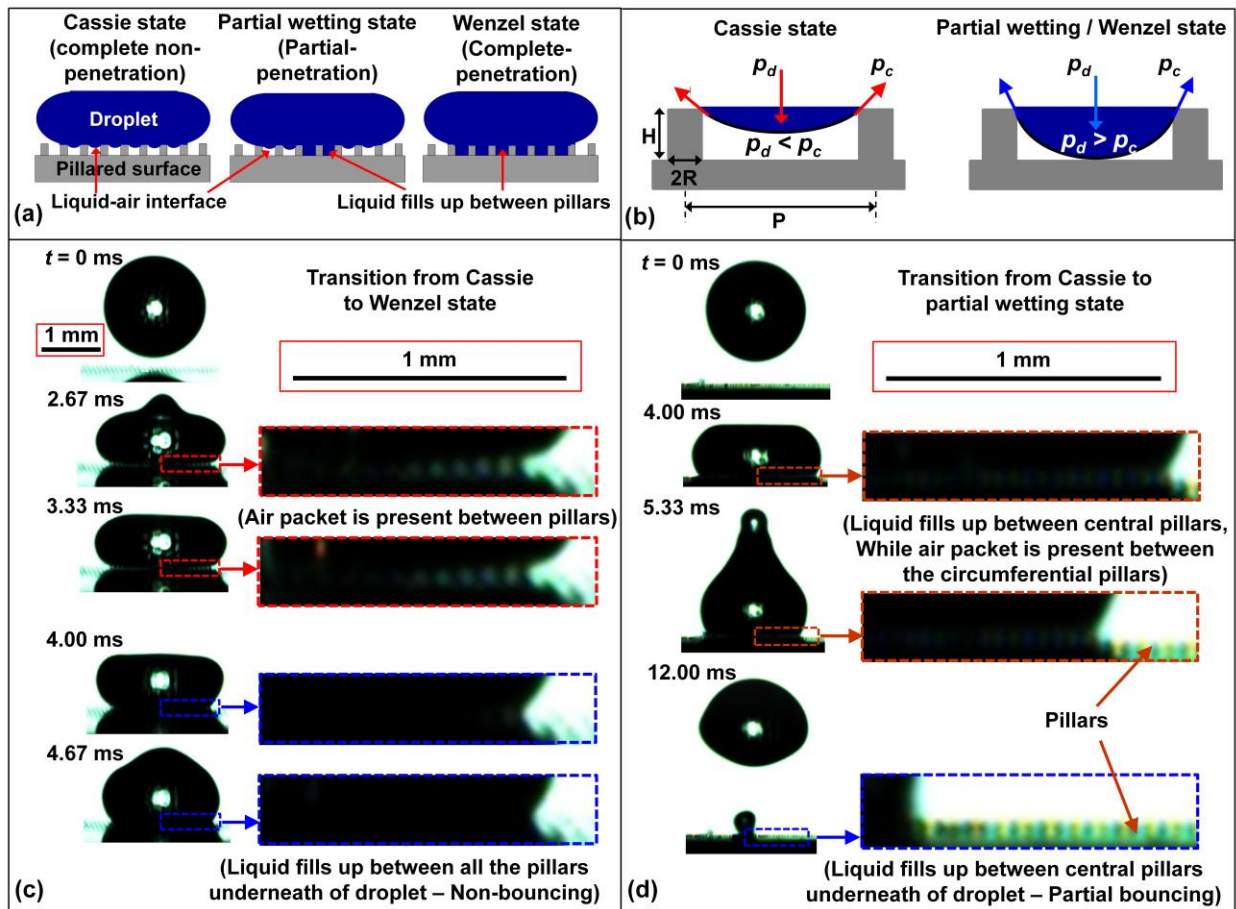 Cassie state
(complete non-
penetration)
Partial wetting state
(Partial-
penetration)
Wenzel state
(Complete-
penetration)
Droplet
Pillared surface
Liquid-air interface
Liquid fills up between pillars
(a)
Cassie state
Partial wetting / Wenzel state
p_d
p_c
p_d
p_c
H
p_d < p_c
p_d > p_c
2R
P
(b)
t = 0 ms
Transition from Cassie
to Wenzel state
1 mm
1 mm
2.67 ms
(Air packet is present between pillars)
3.33 ms
4.00 ms
4.67 ms
(Liquid fills up between all the pillars
underneath of droplet – Non-bouncing)
(c)
t = 0 ms
Transition from Cassie to
partial wetting state
1 mm
4.00 ms
5.33 ms
(Liquid fills up between central pillars,
While air packet is present between
the circumferential pillars)
12.00 ms
Pillars
(Liquid fills up between central pillars
underneath of droplet – Partial bouncing)
(d)